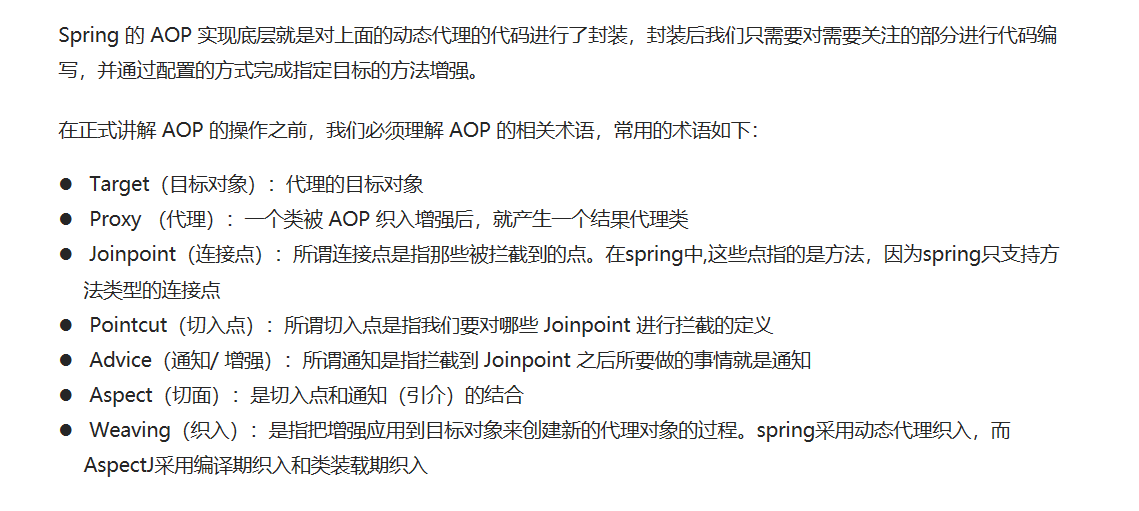 Spring 的 AOP 实现底层就是对上面的动态代理的代码进行了封装，封装后我们只需要对需要关注的部分进行代码编
写，并通过配置的方式完成指定目标的方法增强。
在正式讲解 AOP 的操作之前，我们必须理解 AOP 的相关术语，常用的术语如下：
● Target（目标对象）：代理的目标对象
● Proxy （代理）：一个类被 AOP 织入增强后，就产生一个结果代理类
● Joinpoint（连接点）：所谓连接点是指那些被拦截到的点。在spring中,这些点指的是方法，因为spring只支持方
法类型的连接点
● Pointcut（切入点）：所谓切入点是指我们要对哪些 Joinpoint 进行拦截的定义
● Advice（通知/ 增强）：所谓通知是指拦截到 Joinpoint 之后所要做的事情就是通知
● Aspect（切面）：是切入点和通知（引介）的结合
● Weaving（织入）：是指把增强应用到目标对象来创建新的代理对象的过程。spring采用动态代理织入，而
AspectJ采用编译期织入和类装载期织入